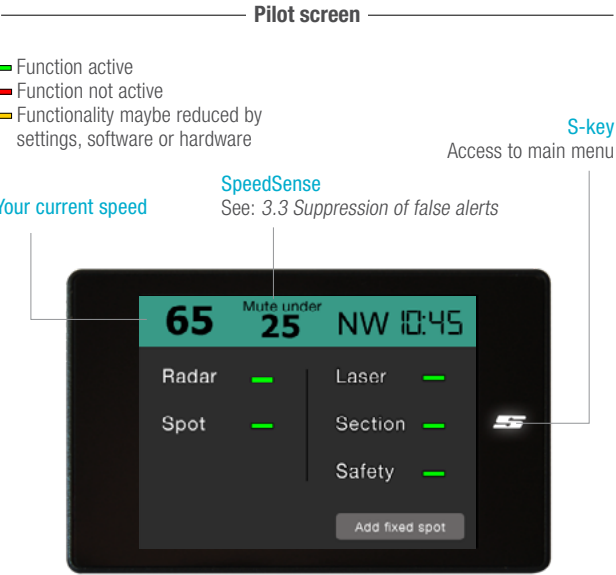 Pilot screen
Function active
Function not active
Functionality maybe reduced by
settings, software or hardware
S-key
Access to main menu
SpeedSense
See: 3.3 Suppression of false alerts
Your current speed
65
Mute under
25
NW 10:45
Radar
Laser
Spot
Section
Safety
Add fixed spot